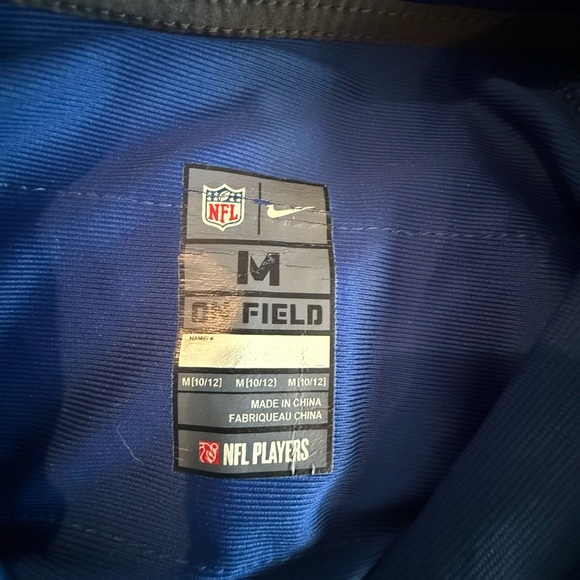 NFL
M
ON FIELD
NAME/#
M [10/12] M [10/12] M [10/12]
MADE IN CHINA
FABRIQUEAU CHINA
NFL PLAYERS